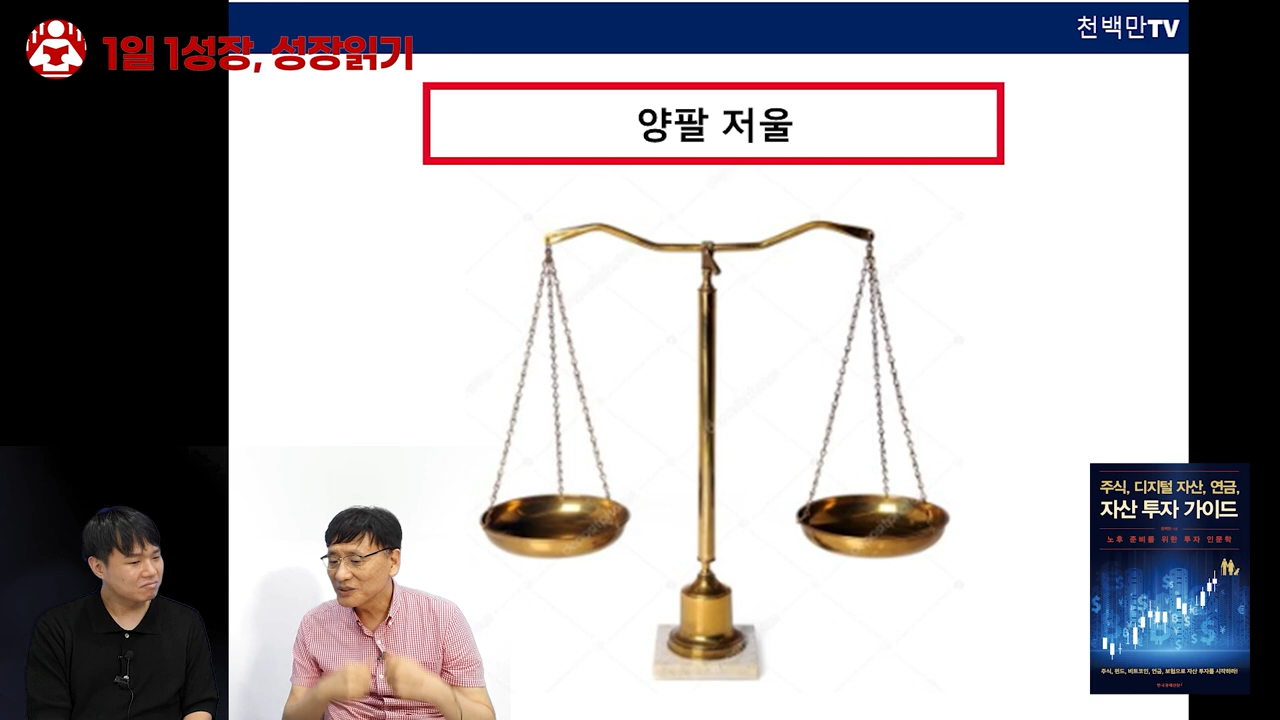 1일 1성장, 성장읽기
천백만TV
양팔 저울
주식, 디지털 자산, 연금,
자산 투자 가이드
노후 준비를 위한 투자 인문학
주식, 펀드, 비트코인, 연금, 보험으로 자산 투자를 시작하라!